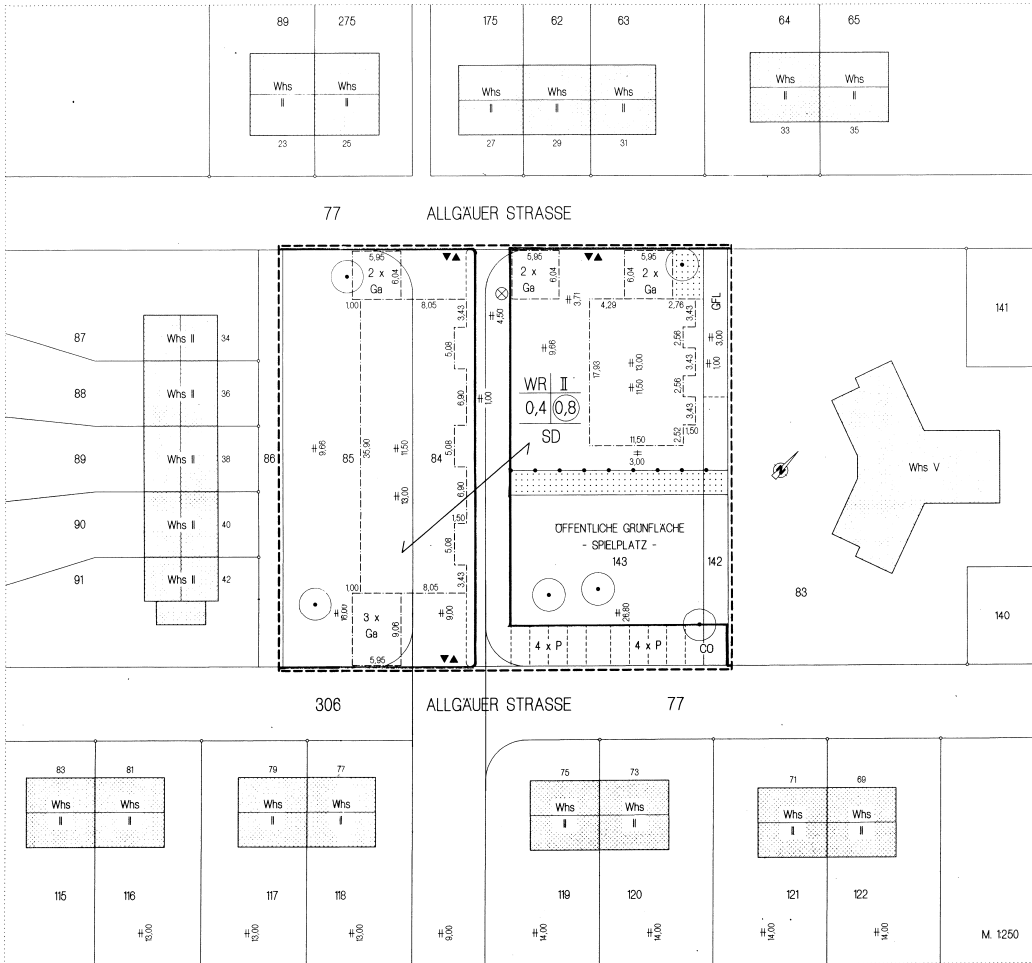 89 275 175 62 63 64 65
Whs Whs Whs Whs Whs Whs Whs
II II II II II II II
23 25 27 29 31 33 35
77 ALLGÄUER STRASSE
5,95 5,95 5,95
2 x Ga 6,04 2 x Ga 6,04 6,04 2 x Ga
GFL
1,00 8,05 3,43 4,50 3,71 4,29 2,76 3,43 3,00
141
87 Whs II 34
5,08 9,66 2,56 13,00 3,43 1,00
88 Whs II 36
17,93 11,50 2,56
WR II
0,4 0,8
SD
6,90 1,00 3,43
89 Whs II 38 86 9,66 85 35,90 11,50 84 5,08
11,50 2,52 1,50
3,00
Whs V
13,00 6,90
90 Whs II 40
1,50 5,08
ÖFFENTLICHE GRÜNFLÄCHE
- SPIELPLATZ -
143 142
91 Whs II 42
3,43
83
1,00 8,05
16,00 3 x Ga 9,06 9,00 26,80
140
5,95
4 x P 4 x P CO
306 ALLGÄUER STRASSE 77
83 81 79 77 75 73 71 69
Whs Whs Whs Whs Whs Whs Whs Whs
II II II II II II II II
115 116 117 118 119 120 121 122
13,00 13,00 13,00 9,00 14,00 14,00 14,00 14,00
M. 1:250